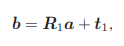 b = R₁a + t₁,